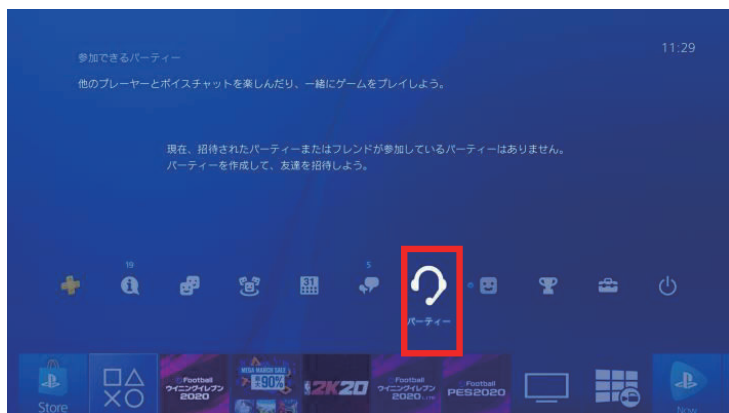 参加できるパーティー
11:29
他のプレーヤーとボイスチャットを楽しんだり、一緒にゲームをプレイしよう。
現在、招待されたパーティーまたはフレンドが参加しているパーティーはありません。
パーティーを作成して、友達を招待しよう。
19
31
5
パーティー
Store
Football
ウイニングイレブン
2020
MEGA MARCH SALE
90%
2K20
Football
ウイニングイレブン
2020 LITE
Football
PES2020
Now